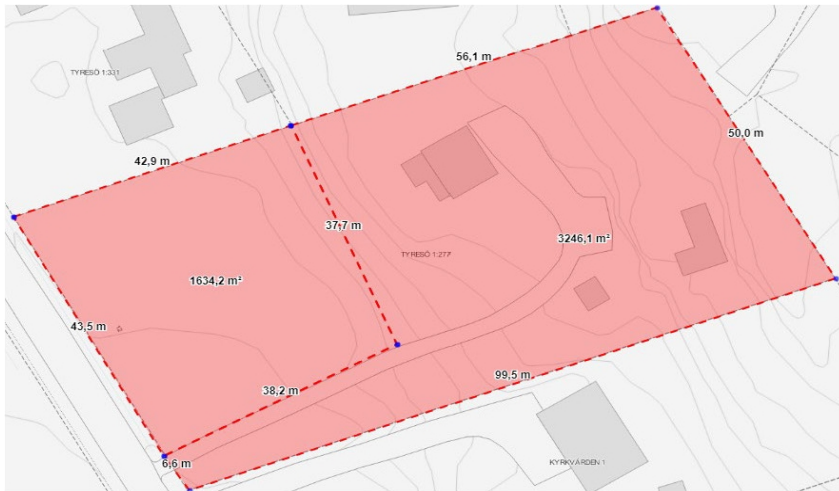 56,1 m
TYRESÖ 1:331
50,0 m
42,9 m
37,7 m
3246,1 m²
TYRESÖ 1:277
1634,2 m²
43,5 m
99,5 m
38,2 m
6,6 m
KYRKVÄRDEN 1